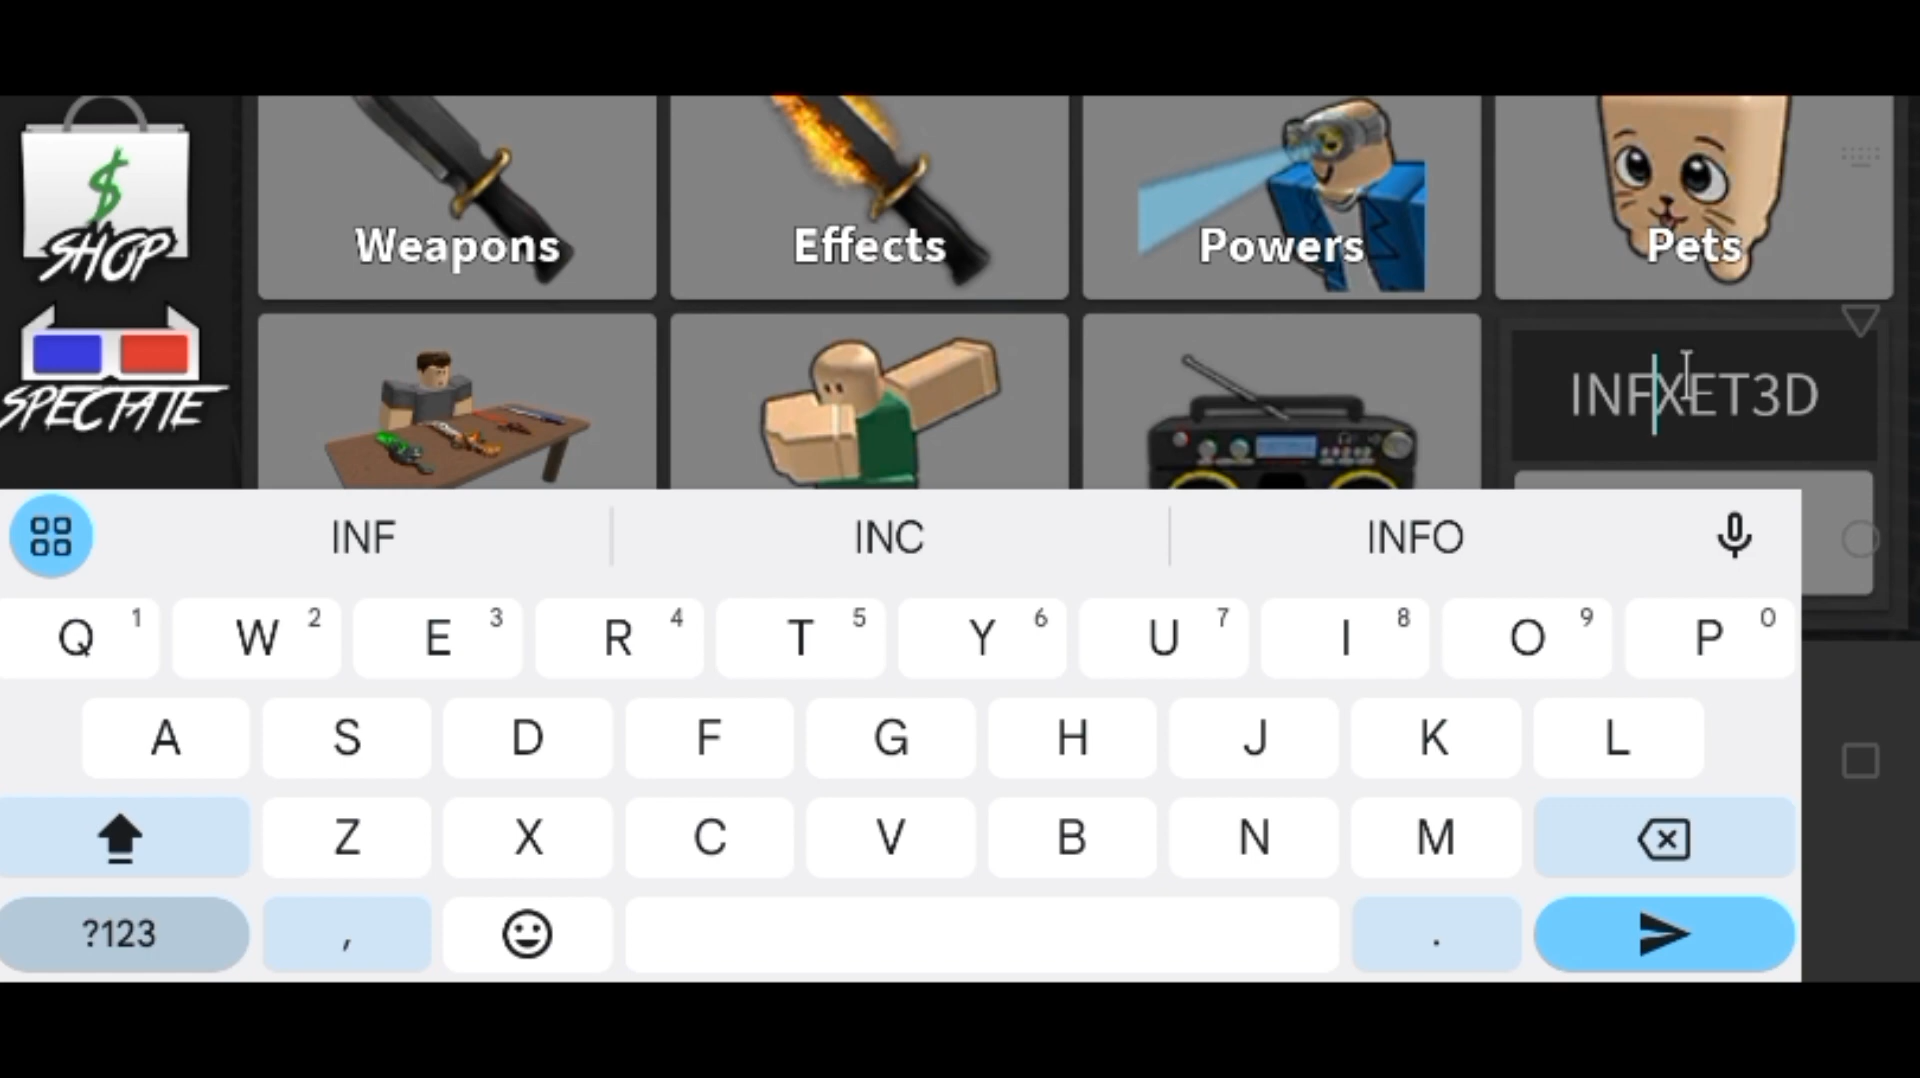 $
SHOP
SPECTATE
Weapons
Effects
Powers
Pets
INFXET3D
INF
INC
INFO
Q 1 W 2 E 3 R 4 T 5 Y 6 U 7 I 8 O 9 P 0
A S D F G H J K L
Z X C V B N M
?123 , .